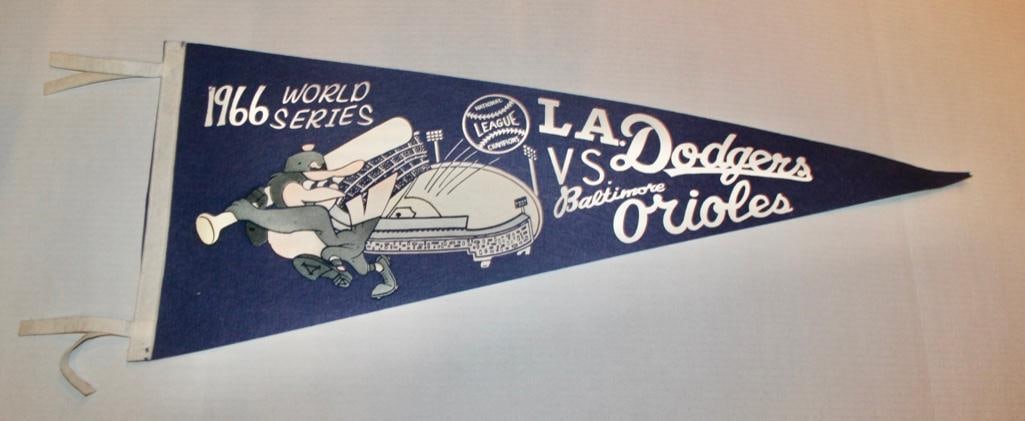 1966 WORLD
SERIES
NATIONAL
LEAGUE
CHAMPIONS
L.A. Dodgers
VS
Baltimore
Orioles